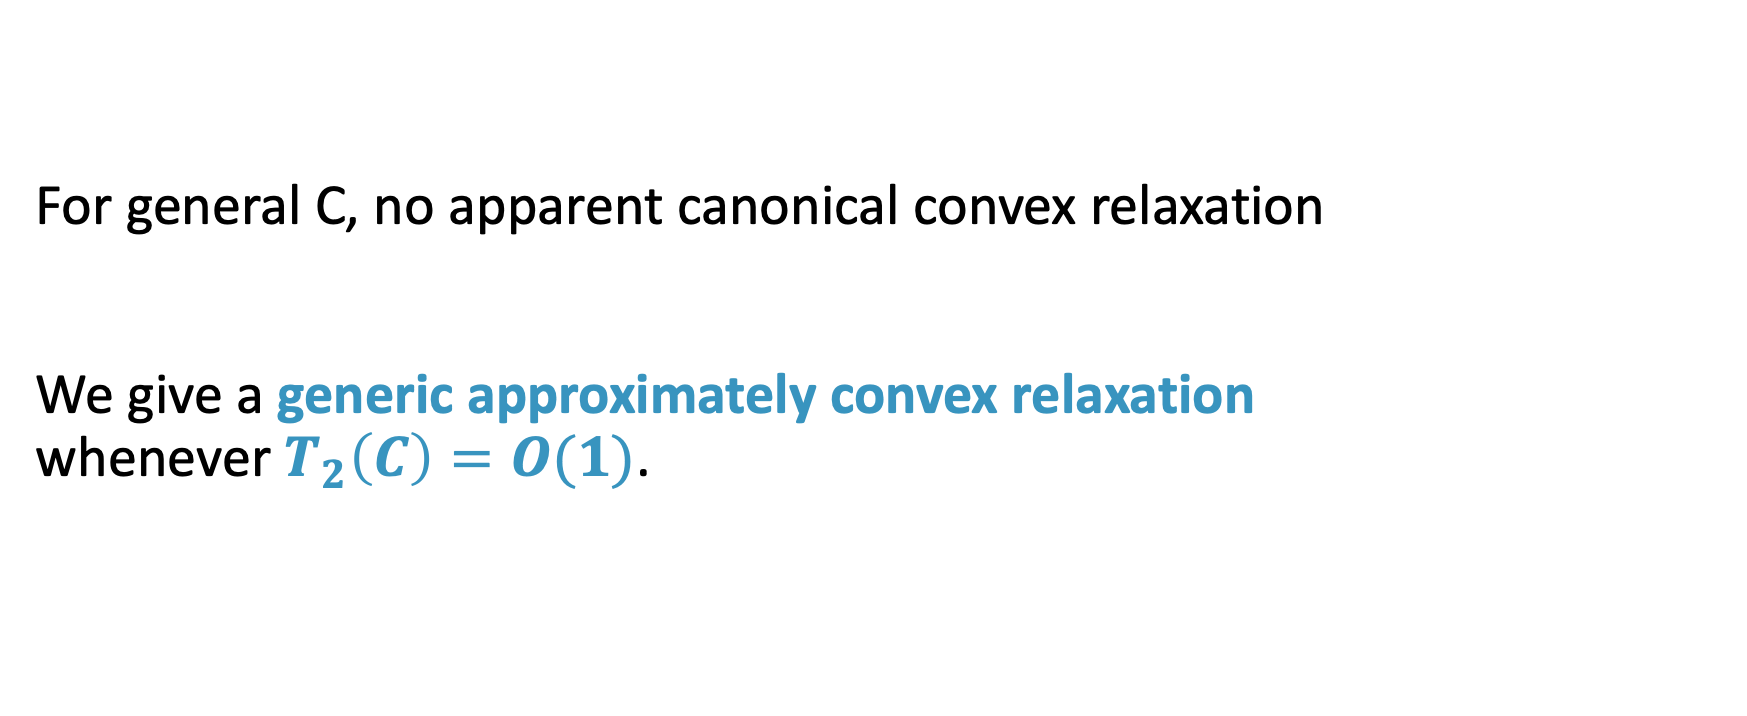 For general C, no apparent canonical convex relaxation
We give a generic approximately convex relaxation
whenever T₂(C) = O(1).